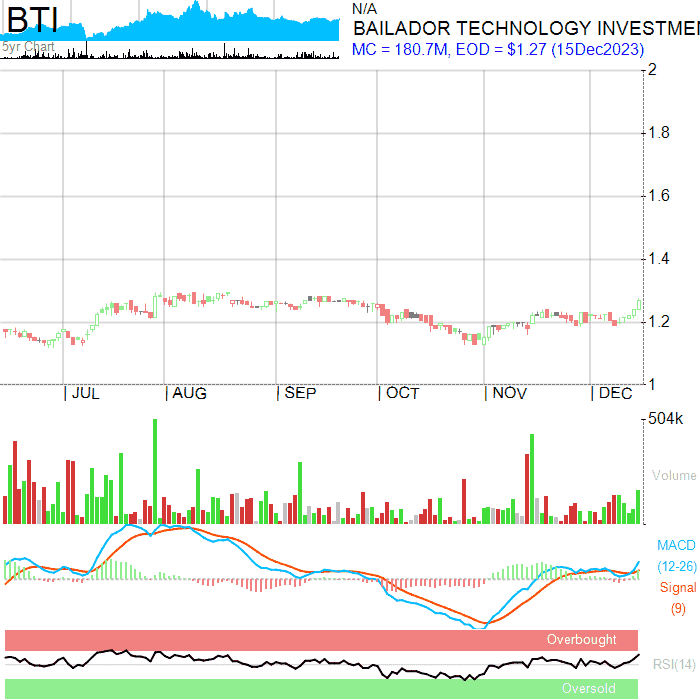 BTI
5yr Chart
N/A
BAILADOR TECHNOLOGY INVESTMEN
MC = 180.7M, EOD = $1.27 (15Dec2023)
2
1.8
1.6
1.4
1.2
1
JUL AUG SEP OCT NOV DEC
504k
Volume
MACD
(12-26)
Signal
(9)
Overbought
RSI(14)
Oversold